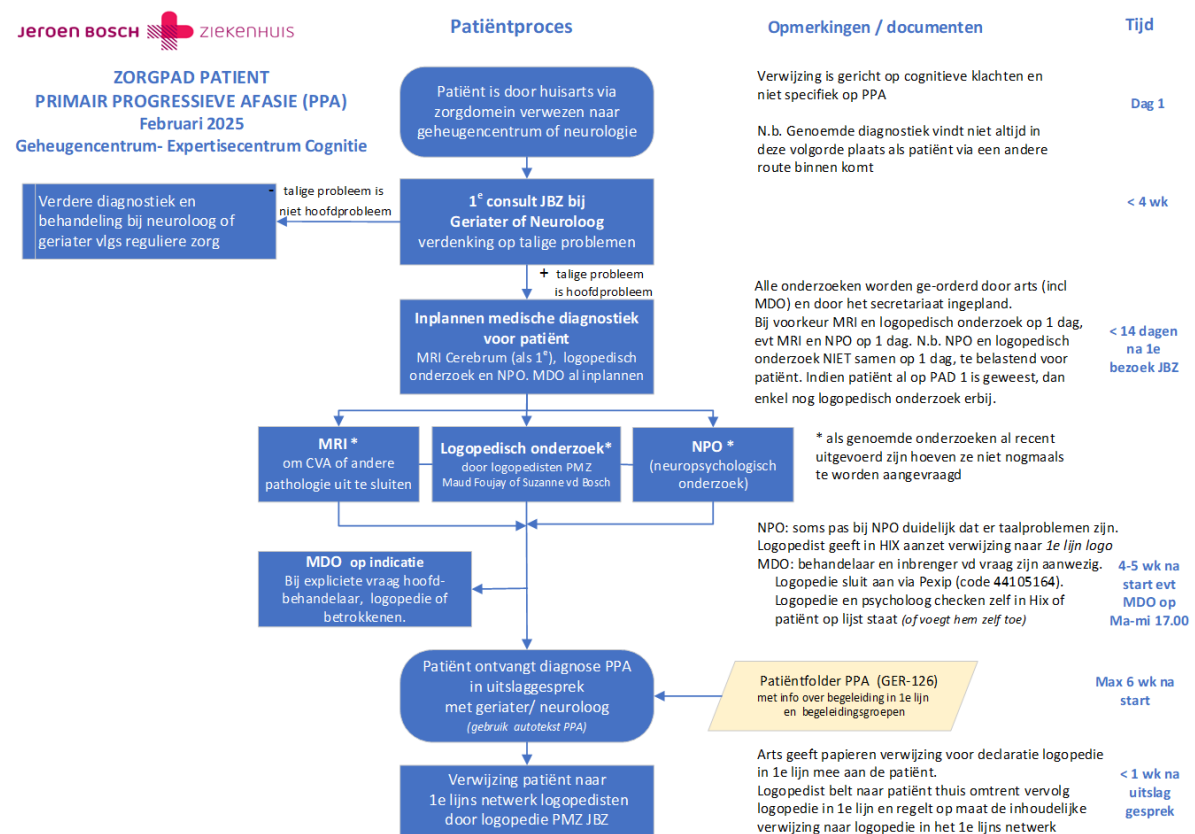 JEROEN BOSCH ZIEKENHUIS
Patiëntproces
Opmerkingen / documenten
Tijd
ZORGPAD PATIENT
PRIMAIR PROGRESSIEVE AFASIE (PPA)
Februari 2025
Geheugencentrum- Expertisecentrum Cognitie
Patiënt is door huisarts via
zorgdomein verwezen naar
geheugencentrum of neurologie
Verwijzing is gericht op cognitieve klachten en
niet specifiek op PPA
N.b. Genoemde diagnostiek vindt niet altijd in
deze volgorde plaats als patiënt via een andere
route binnen komt
Dag 1
1e consult JBZ bij
Geriater of Neuroloog
verdenking op talige problemen
< 4 wk
- talige probleem is
niet hoofdprobleem
Verdere diagnostiek en
behandeling bij neuroloog of
geriater vlgs reguliere zorg
+ talige probleem
is hoofdprobleem
Inplannen medische diagnostiek
voor patiënt
MRI Cerebrum (als 1e), logopedisch
onderzoek en NPO. MDO al inplannen
Alle onderzoeken worden ge-orderd door arts (incl
MDO) en door het secretariaat ingepland.
Bij voorkeur MRI en logopedisch onderzoek op 1 dag,
evt MRI en NPO op 1 dag. N.b. NPO en logopedisch
onderzoek NIET samen op 1 dag, te belastend voor
patiënt. Indien patiënt al op PAD 1 is geweest, dan
enkel nog logopedisch onderzoek erbij.
< 14 dagen
na 1e
bezoek JBZ
MRI *
om CVA of andere
pathologie uit te sluiten
Logopedisch onderzoek*
door logopedisten PMZ
Maud Foujay of Suzanne vd Bosch
NPO *
(neuropsychologisch
onderzoek)
* als genoemde onderzoeken al recent
uitgevoerd zijn hoeven ze niet nogmaals
te worden aangevraagd
MDO op indicatie
Bij expliciete vraag hoofd-
behandelaar, logopedie of
betrokkenen.
NPO: soms pas bij NPO duidelijk dat er taalproblemen zijn.
Logopedist geeft in HIX aanzet verwijzing naar 1e lijn logo
MDO: behandelaar en inbrenger vd vraag zijn aanwezig.
Logopedie sluit aan via Pexip (code 44105164).
Logopedie en psycholoog checken zelf in Hix of
patiënt op lijst staat (of voegt hem zelf toe)
4-5 wk na
start evt
MDO op
Ma-mi 17.00
Patiënt ontvangt diagnose PPA
in uitslaggesprek
met geriater/ neuroloog
(gebruik autotekst PPA)
Patiëntfolder PPA (GER-126)
met info over begeleiding in 1e lijn
en begeleidingsgroepen
Max 6 wk na
start
Verwijzing patiënt naar
1e lijns netwerk logopedisten
door logopedie PMZ JBZ
Arts geeft papieren verwijzing voor declaratie logopedie
in 1e lijn mee aan de patiënt.
Logopedist belt naar patiënt thuis omtrent vervolg
logopedie in 1e lijn en regelt op maat de inhoudelijke
verwijzing naar logopedie in het 1e lijns netwerk
< 1 wk na
uitslag
gesprek